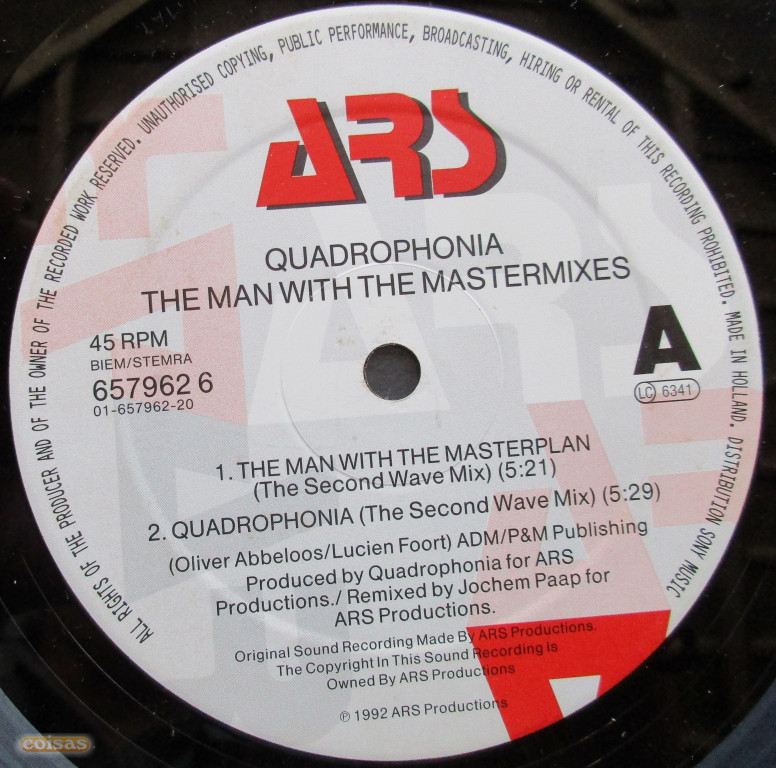 ALL RIGHTS OF THE PRODUCER AND OF THE OWNER OF THE RECORDED WORK RESERVED. UNAUTHORISED COPYING, PUBLIC PERFORMANCE, BROADCASTING, HIRING OR RENTAL OF THIS RECORDING PROHIBITED. MADE IN HOLLAND. DISTRIBUTION SONY MUSIC
ARS
QUADROPHONIA
THE MAN WITH THE MASTERMIXES
45 RPM
BIEM/STEMRA
657962 6
01-657962-20
A
LC 6341
1. THE MAN WITH THE MASTERPLAN
(The Second Wave Mix) (5:21)
2. QUADROPHONIA (The Second Wave Mix) (5:29)
(Oliver Abbeloos/Lucien Foort) ADM/P&M Publishing
Produced by Quadrophonia for ARS
Productions./ Remixed by Jochem Paap for
ARS Productions.
Original Sound Recording Made By ARS Productions.
The Copyright In This Sound Recording Is
Owned By ARS Productions
℗ 1992 ARS Productions
coisas